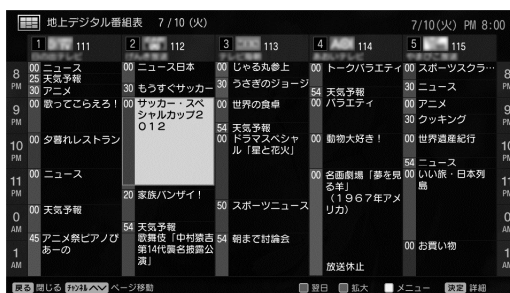 地上デジタル番組表 7/10(火)
7/10(火) PM 8:00
1 111
2 112
3 113
4 114
5 115
8 PM
9 PM
10 PM
11 PM
0 AM
1 AM
00 ニュース
25 天気予報
30 アニメ
00 歌ってこらえろ!
00 夕暮れレストラン
00 ニュース
00 天気予報
45 アニメ祭ピアノぴ
あーの
00 ニュース日本
30 もうすぐサッカー
00 サッカー・スペ
シャルカップ2
012
20 家族バンザイ!
54 天気予報
歌舞伎「中村猿吉
第14代襲名披露公
演」
00 じゃる丸参上
30 うさぎのジョージ
00 世界の食卓
54 天気予報
00 ドラマスペシャ
ル「星と花火」
50 スポーツニュース
54 朝まで討論会
00 トークバラエティ
54 天気予報
00 バラエティ
00 動物大好き!
00 名画劇場「夢を見
る羊」
(1967年アメ
リカ)
放送休止
00 スポーツスクラ…
30 ニュース
00 アニメ
30 クッキング
00 世界遺産紀行
54 ニュース
00 いい旅・日本列
島
00 お買い物
8 PM
9 PM
10 PM
11 PM
0 AM
1 AM
戻る 閉じる チャンネル ページ移動
翌日 拡大 メニュー 決定 詳細